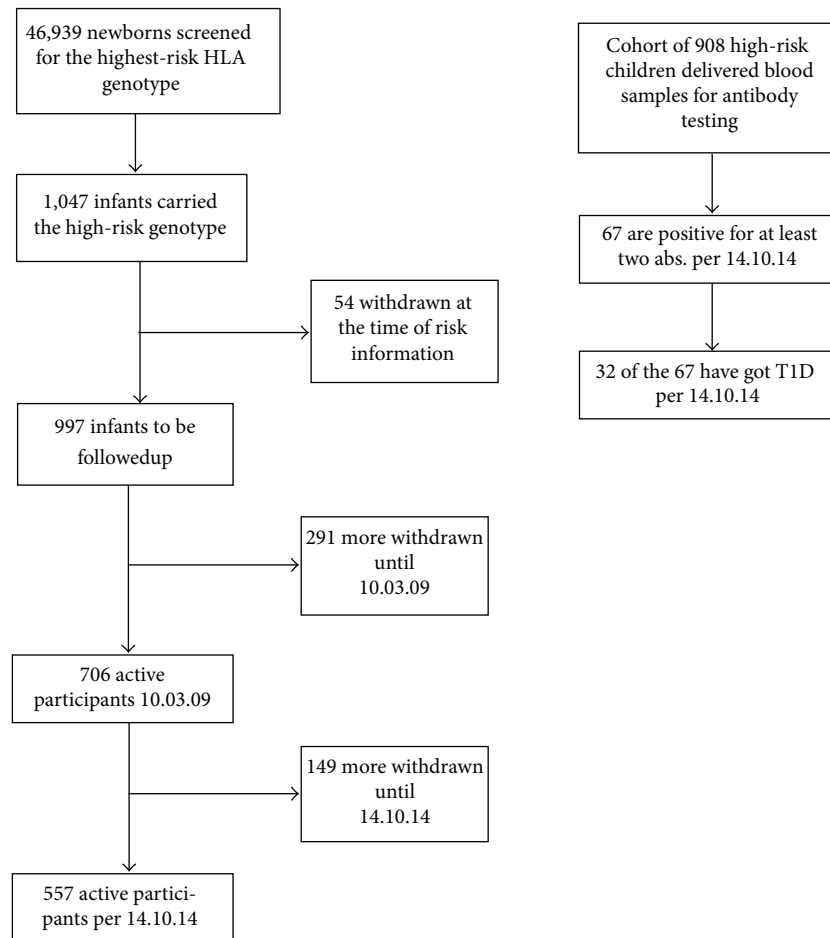 46,939 newborns screened
for the highest-risk HLA
genotype
1,047 infants carried
the high-risk genotype
54 withdrawn at
the time of risk
information
997 infants to be
followedup
291 more withdrawn
until
10.03.09
706 active
participants 10.03.09
149 more withdrawn
until
14.10.14
557 active partici-
pants per 14.10.14
Cohort of 908 high-risk
children delivered blood
samples for antibody
testing
67 are positive for at least
two abs. per 14.10.14
32 of the 67 have got T1D
per 14.10.14